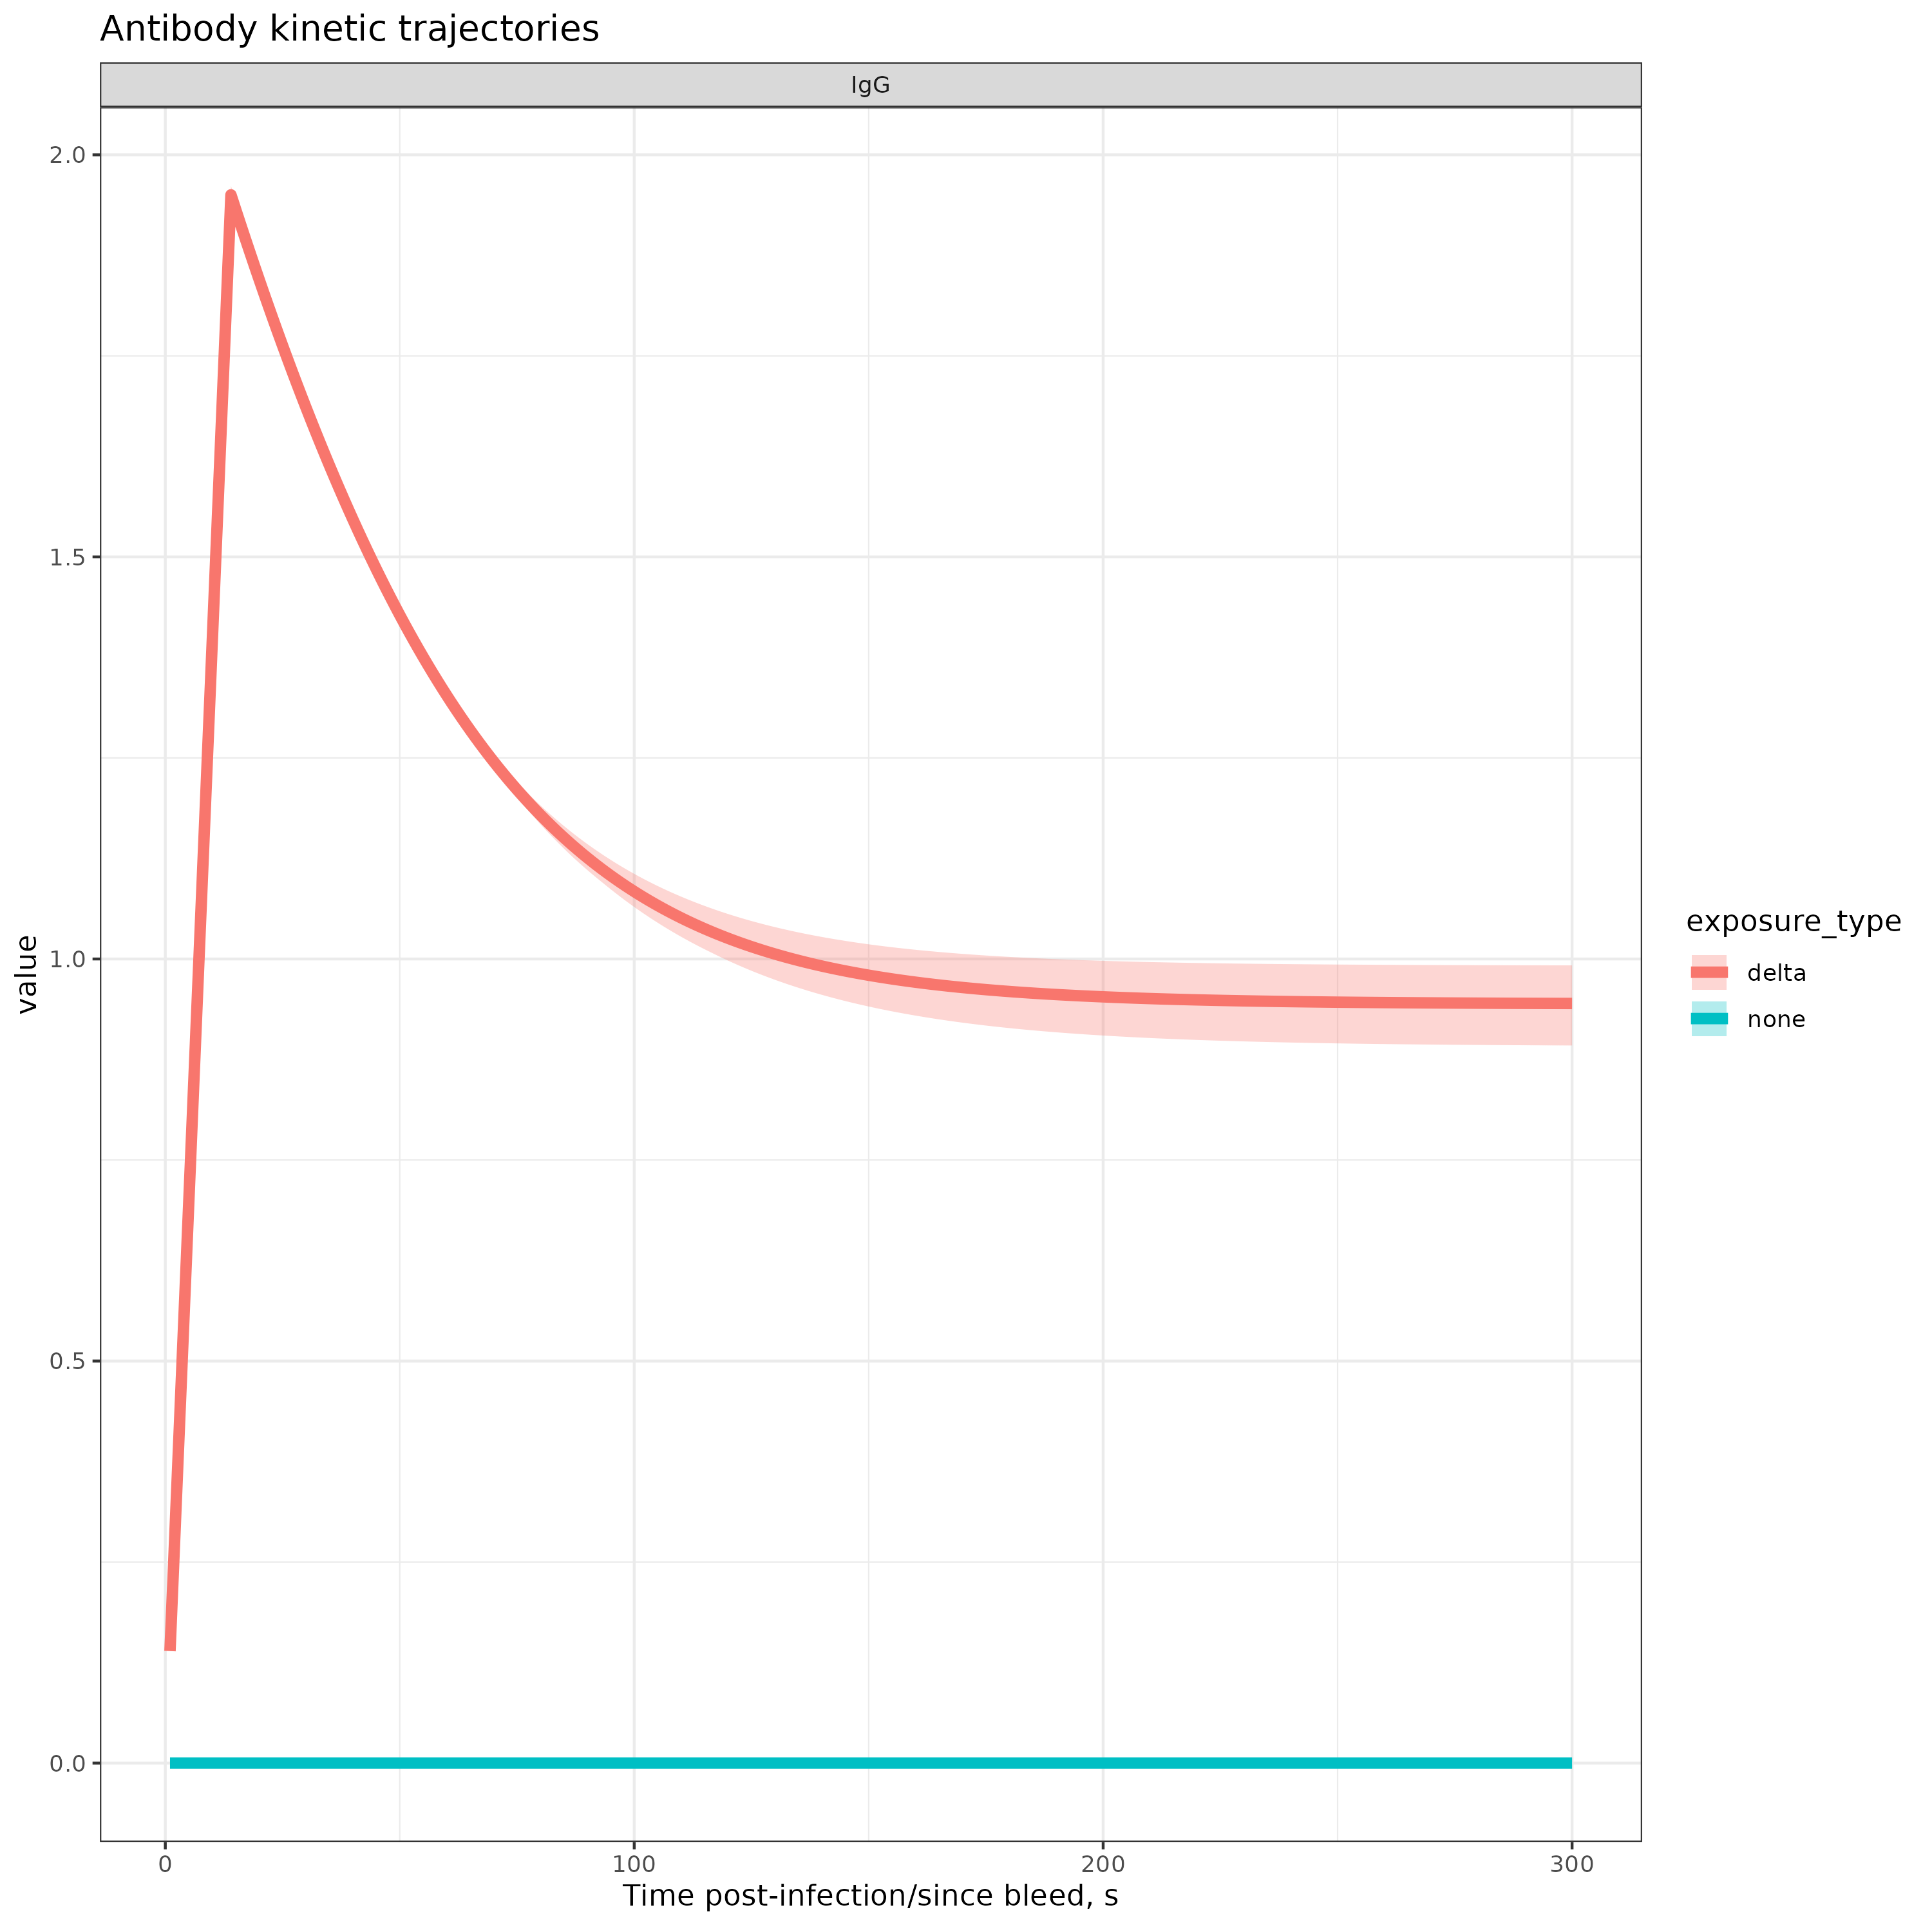 Antibody kinetic trajectories
IgG
2.0
1.5
1.0
0.5
0.0
value
0 100 200 300
Time post-infection/since bleed, s
exposure_type
delta
none